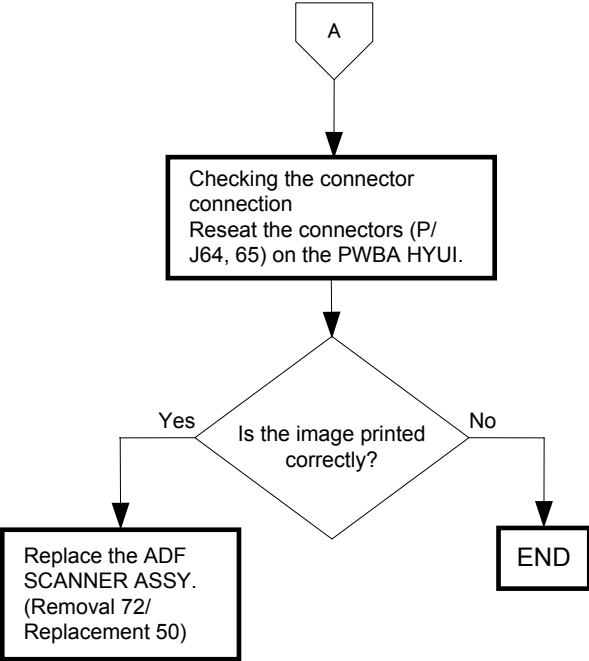 A
Checking the connector
connection
Reseat the connectors (P/
J64, 65) on the PWBA HYUI.
Yes
No
Is the image printed
correctly?
Replace the ADF
SCANNER ASSY.
(Removal 72/
Replacement 50)
END